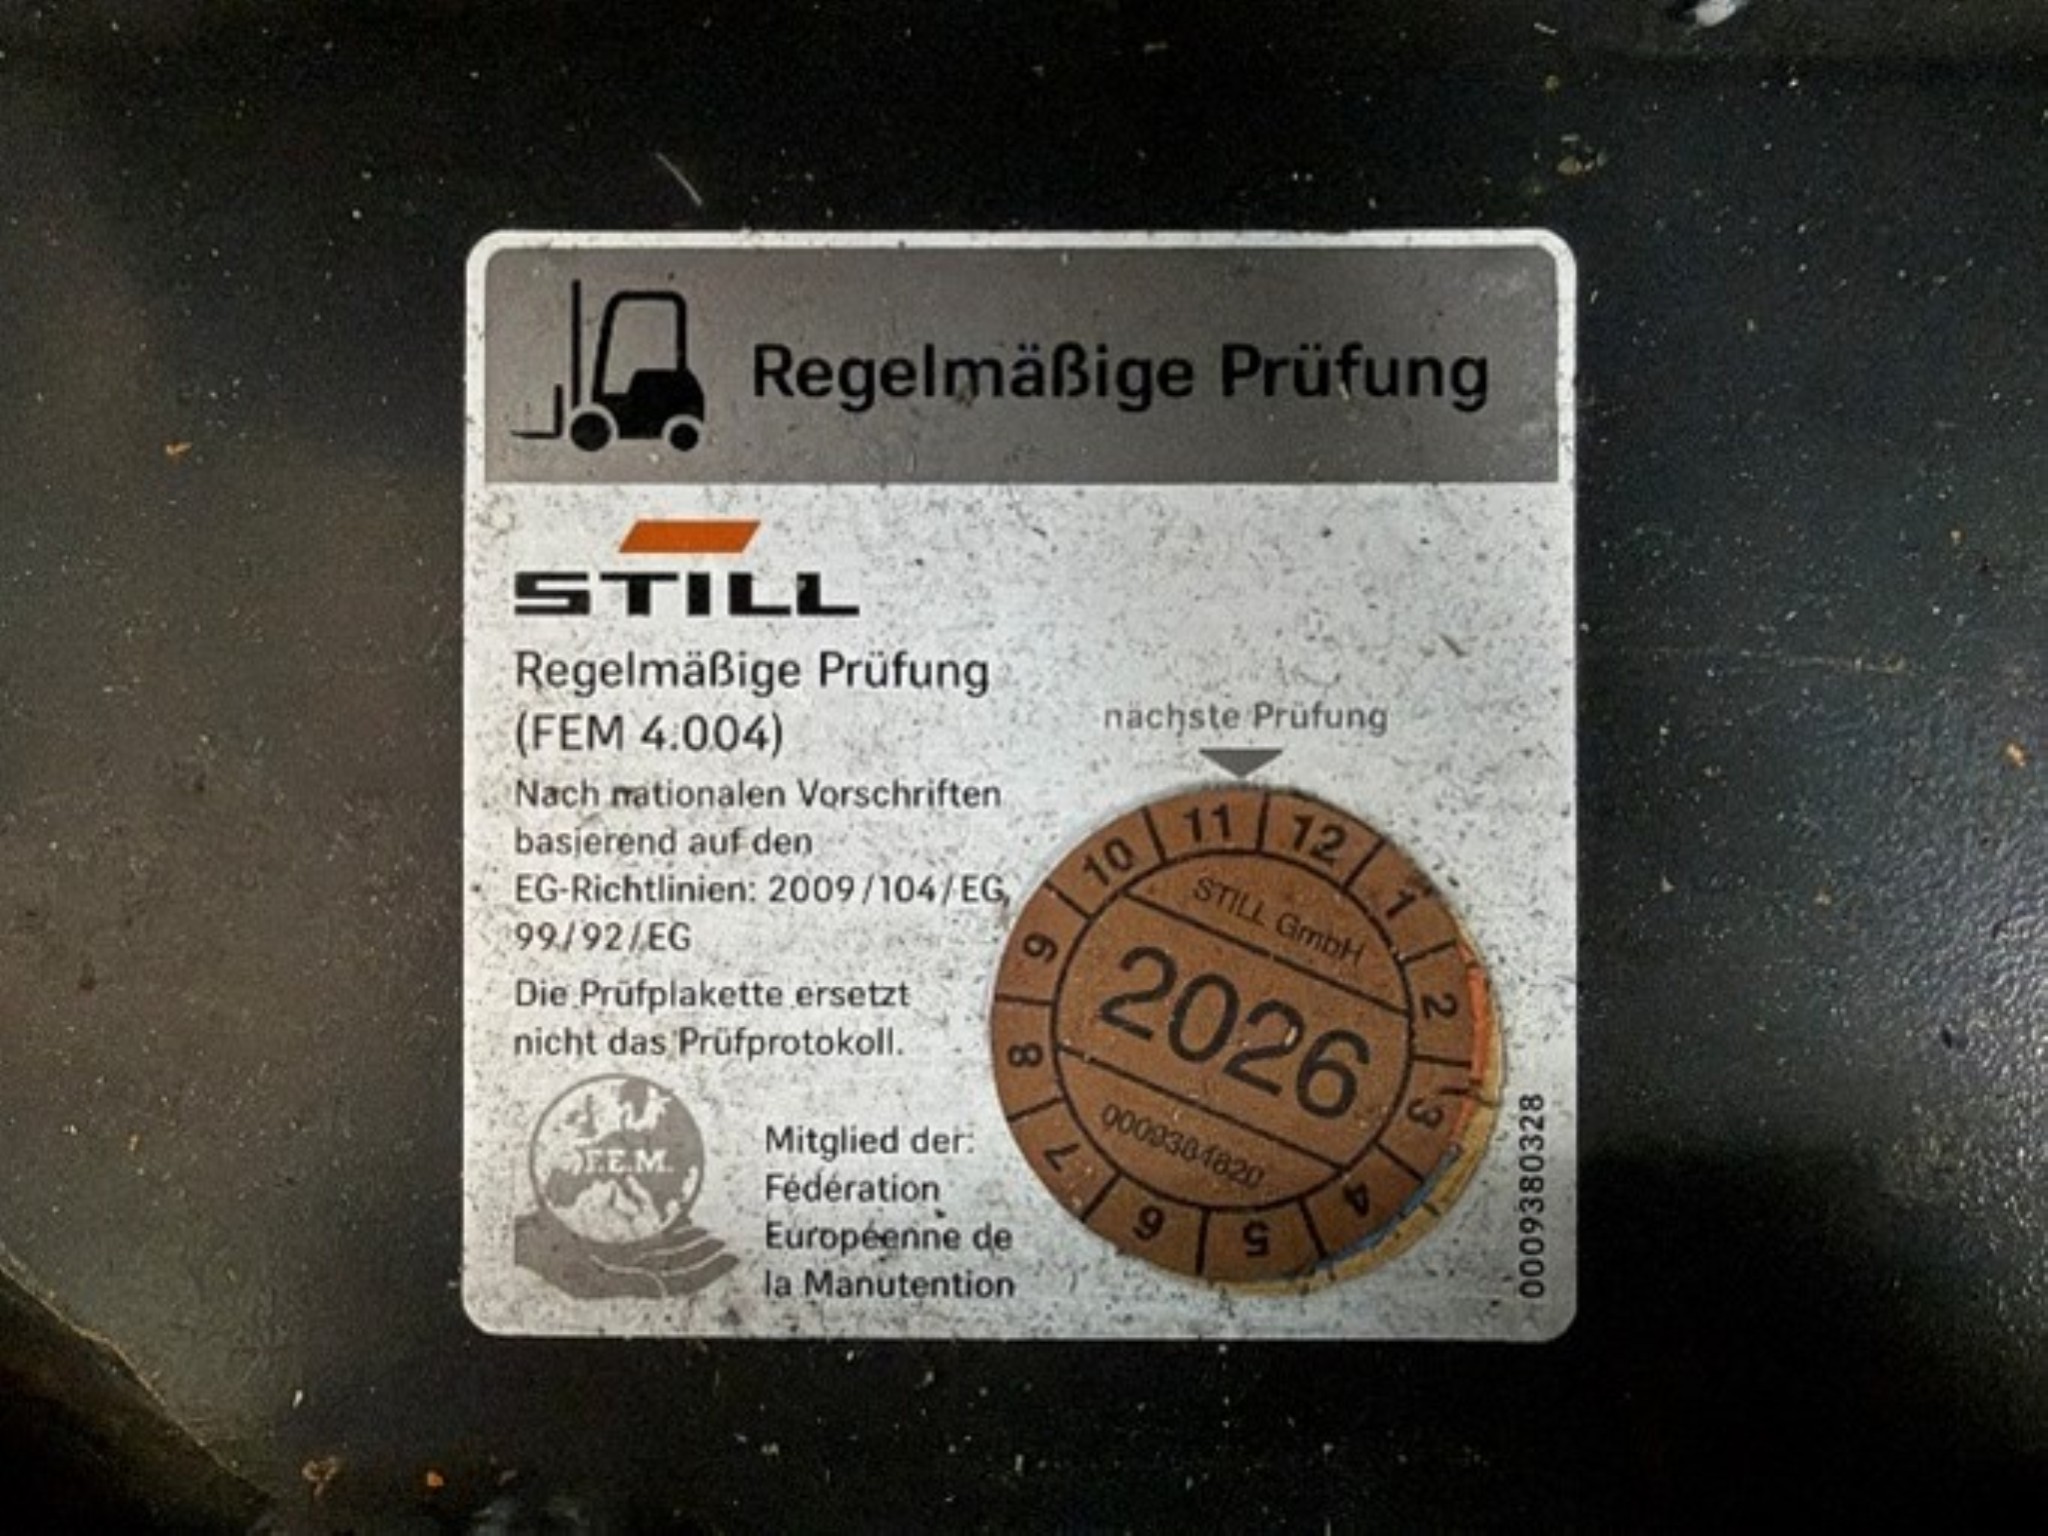 Regelmäßige Prüfung
STILL
Regelmäßige Prüfung
(FEM 4.004)
Nach nationalen Vorschriften
basierend auf den
EG-Richtlinien: 2009/104/EG,
99/92/EG
Die Prüfplakette ersetzt
nicht das Prüfprotokoll.
F.E.M.
Mitglied der:
Fédération
Européenne de
la Manutention
nächste Prüfung
11
12
1
2
3
4
5
6
7
8
9
10
STILL GmbH
2026
0009380328